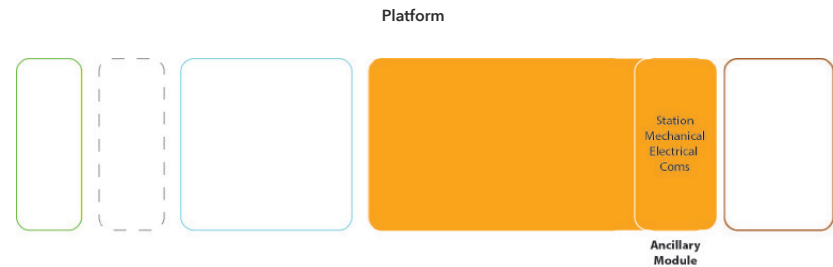 Platform
Station
Mechanical
Electrical
Coms
Ancillary
Module